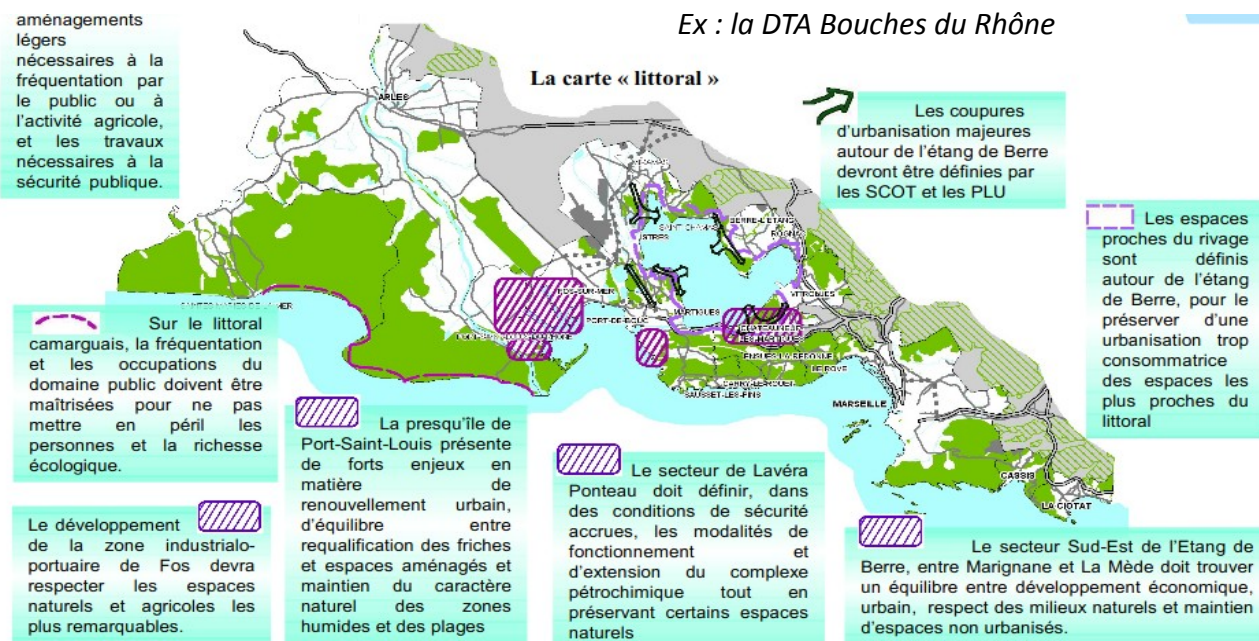 Ex : la DTA Bouches du Rhône
aménagements
légers
nécessaires à la
fréquentation par
le public ou à
l'activité agricole,
et les travaux
nécessaires à la
sécurité publique.
La carte « littoral »
Les coupures
d'urbanisation majeures
autour de l'étang de Berre
devront être définies par
les SCOT et les PLU
Les espaces
proches du rivage
sont définis
autour de l'étang
de Berre, pour le
préserver d'une
urbanisation trop
consommatrice
des espaces les
plus proches du
littoral
ARLES
MIRAMAS
SAINT-CHAMAS
BERRE-L'ETANG
ISTRES
ROGNAC
VITROLLES
FOS-SUR-MER
PORT-DE-BOUC
MARTIGUES
ENSUES-LA-REDONNE
LE ROVE
CARRY-LE-ROUET
SAUSSET-LES-PINS
MARSEILLE
CASSIS
LA CIOTAT
Sur le littoral
camarguais, la fréquentation
et les occupations du
domaine public doivent être
maîtrisées pour ne pas
mettre en péril les
personnes et la richesse
écologique.
Le développement
de la zone industrialo-
portuaire de Fos devra
respecter les espaces
naturels et agricoles les
plus remarquables.
La presqu'île de
Port-Saint-Louis présente
de forts enjeux en
matière de
renouvellement urbain,
d'équilibre entre
requalification des friches
et espaces aménagés et
maintien du caractère
naturel des zones
humides et des plages
Le secteur de Lavéra
Ponteau doit définir, dans
des conditions de sécurité
accrues, les modalités de
fonctionnement et
d'extension du complexe
pétrochimique tout en
préservant certains espaces
naturels
Le secteur Sud-Est de l'Etang de
Berre, entre Marignane et La Mède doit trouver
un équilibre entre développement économique,
urbain, respect des milieux naturels et maintien
d'espaces non urbanisés.